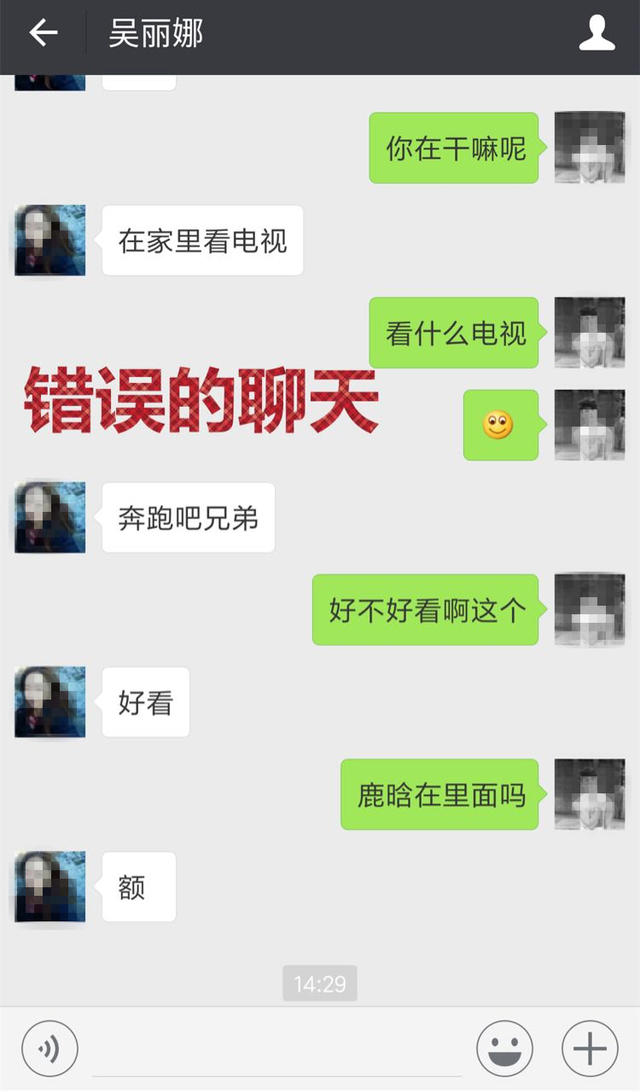 吴丽娜
你在干嘛呢
在家里看电视
看什么电视
错误的聊天
奔跑吧兄弟
好不好看啊这个
好看
鹿晗在里面吗
额
14:29